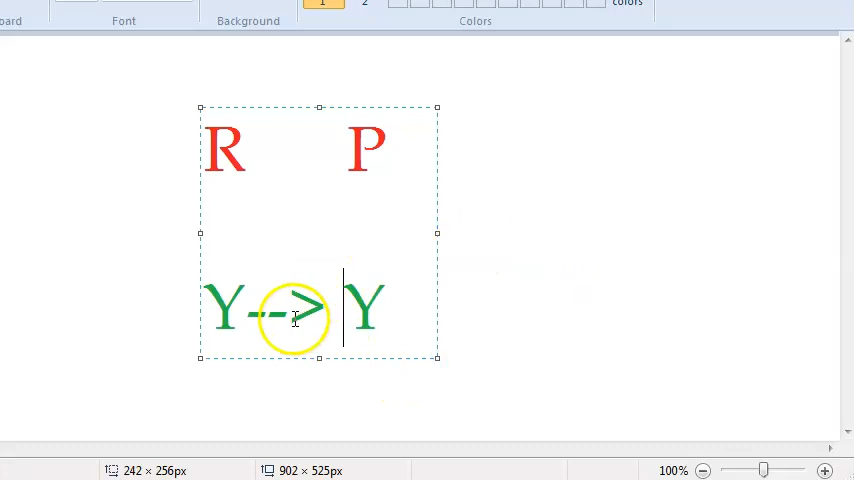 board Font Background Colors
1 2 colors
R P
Y--> Y
242 × 256px 902 × 525px 100%